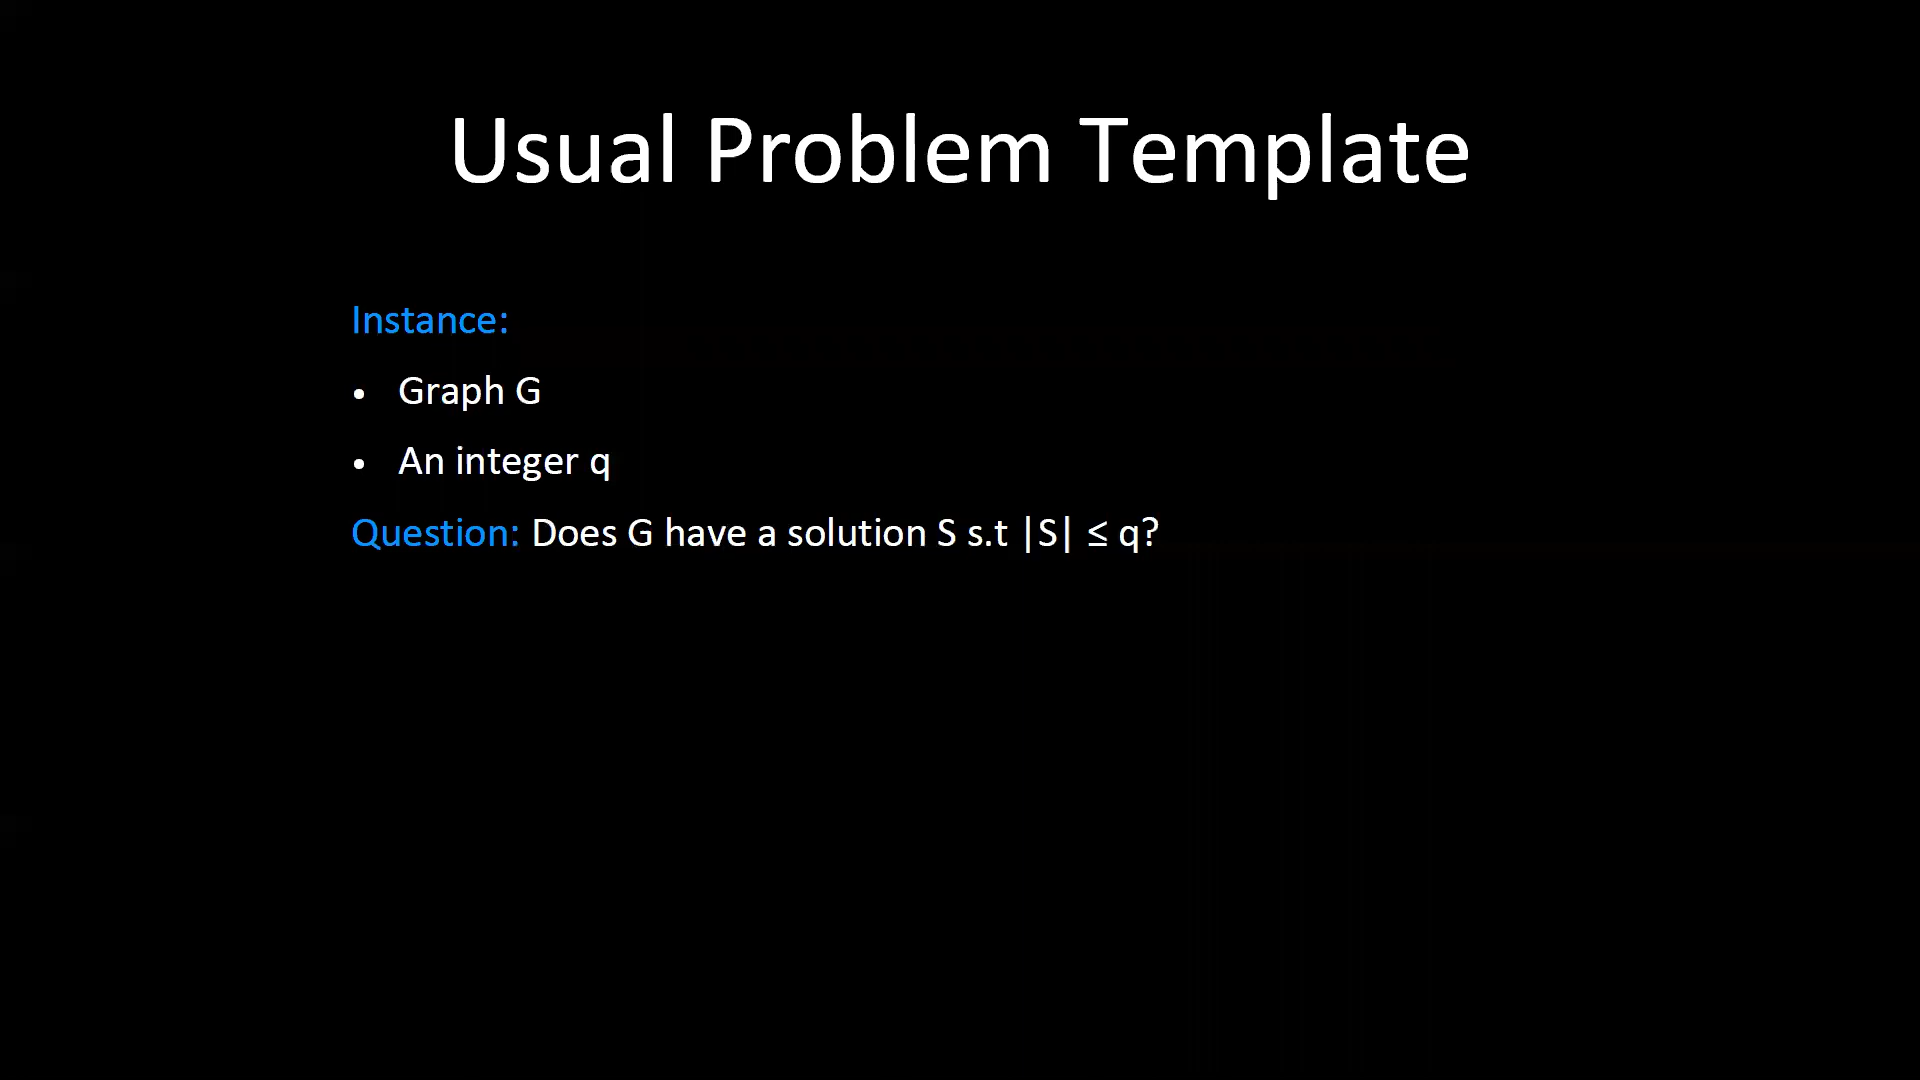 Usual Problem Template
Instance:
• Graph G
• An integer q
Question: Does G have a solution S s.t |S| ≤ q?